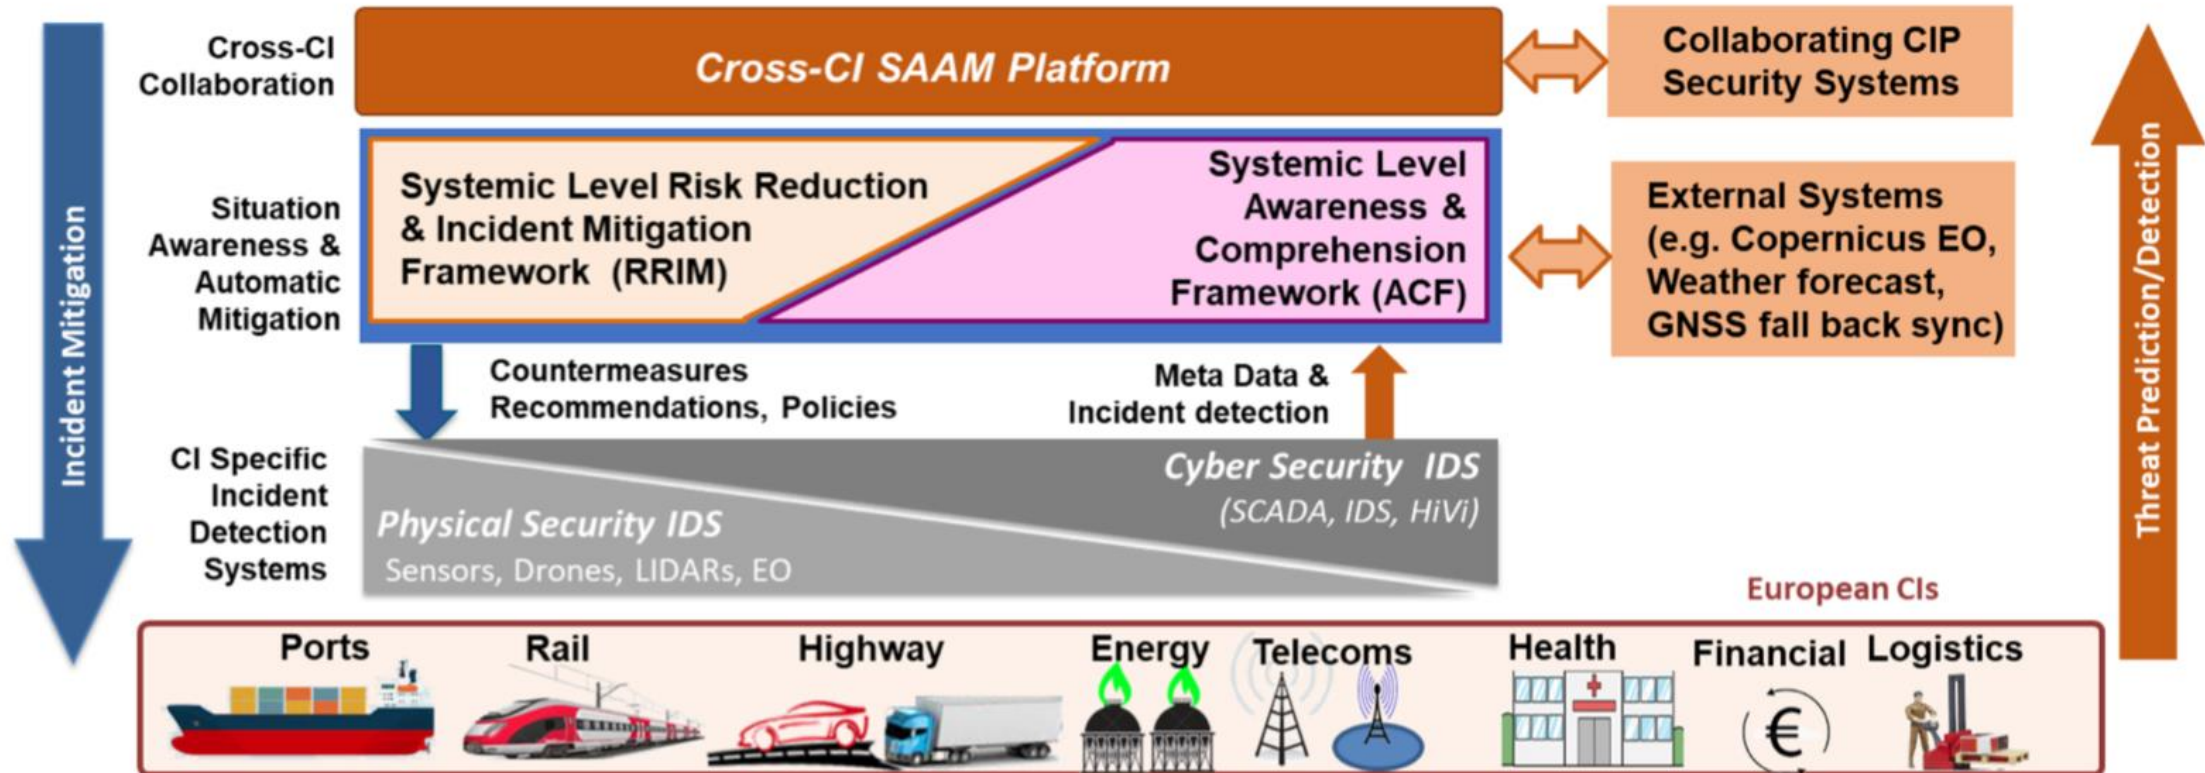 Cross-CI
Collaboration
Cross-CI SAAM Platform
Collaborating CIP
Security Systems
Incident Mitigation
Situation
Awareness &
Automatic
Mitigation
Systemic Level Risk Reduction
& Incident Mitigation
Framework (RRIM)
Systemic Level
Awareness &
Comprehension
Framework (ACF)
External Systems
(e.g. Copernicus EO,
Weather forecast,
GNSS fall back sync)
Threat Prediction/Detection
Countermeasures
Recommendations, Policies
Meta Data &
Incident detection
CI Specific
Incident
Detection
Systems
Physical Security IDS
Sensors, Drones, LIDARs, EO
Cyber Security IDS
(SCADA, IDS, HiVi)
European CIs
Ports
Rail
Highway
Energy
Telecoms
Health
Financial
Logistics
€